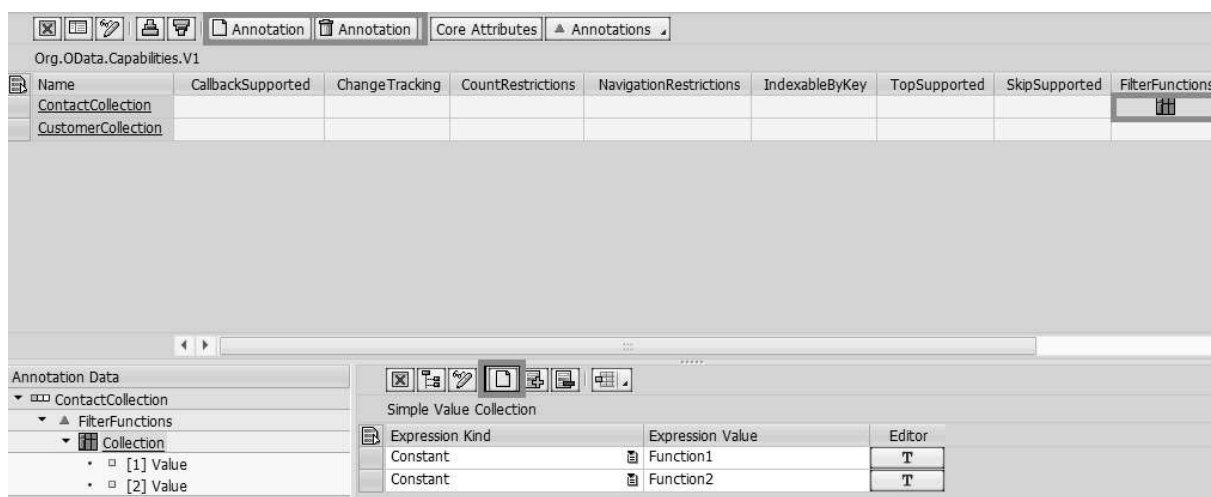 Annotation Annotation Core Attributes Annotations
Org.OData.Capabilities.V1
Name CallbackSupported ChangeTracking CountRestrictions NavigationRestrictions IndexableByKey TopSupported SkipSupported FilterFunctions
ContactCollection
CustomerCollection
Annotation Data
ContactCollection
FilterFunctions
Collection
[1] Value
[2] Value
Simple Value Collection
Expression Kind Expression Value Editor
Constant Function1 T
Constant Function2 T